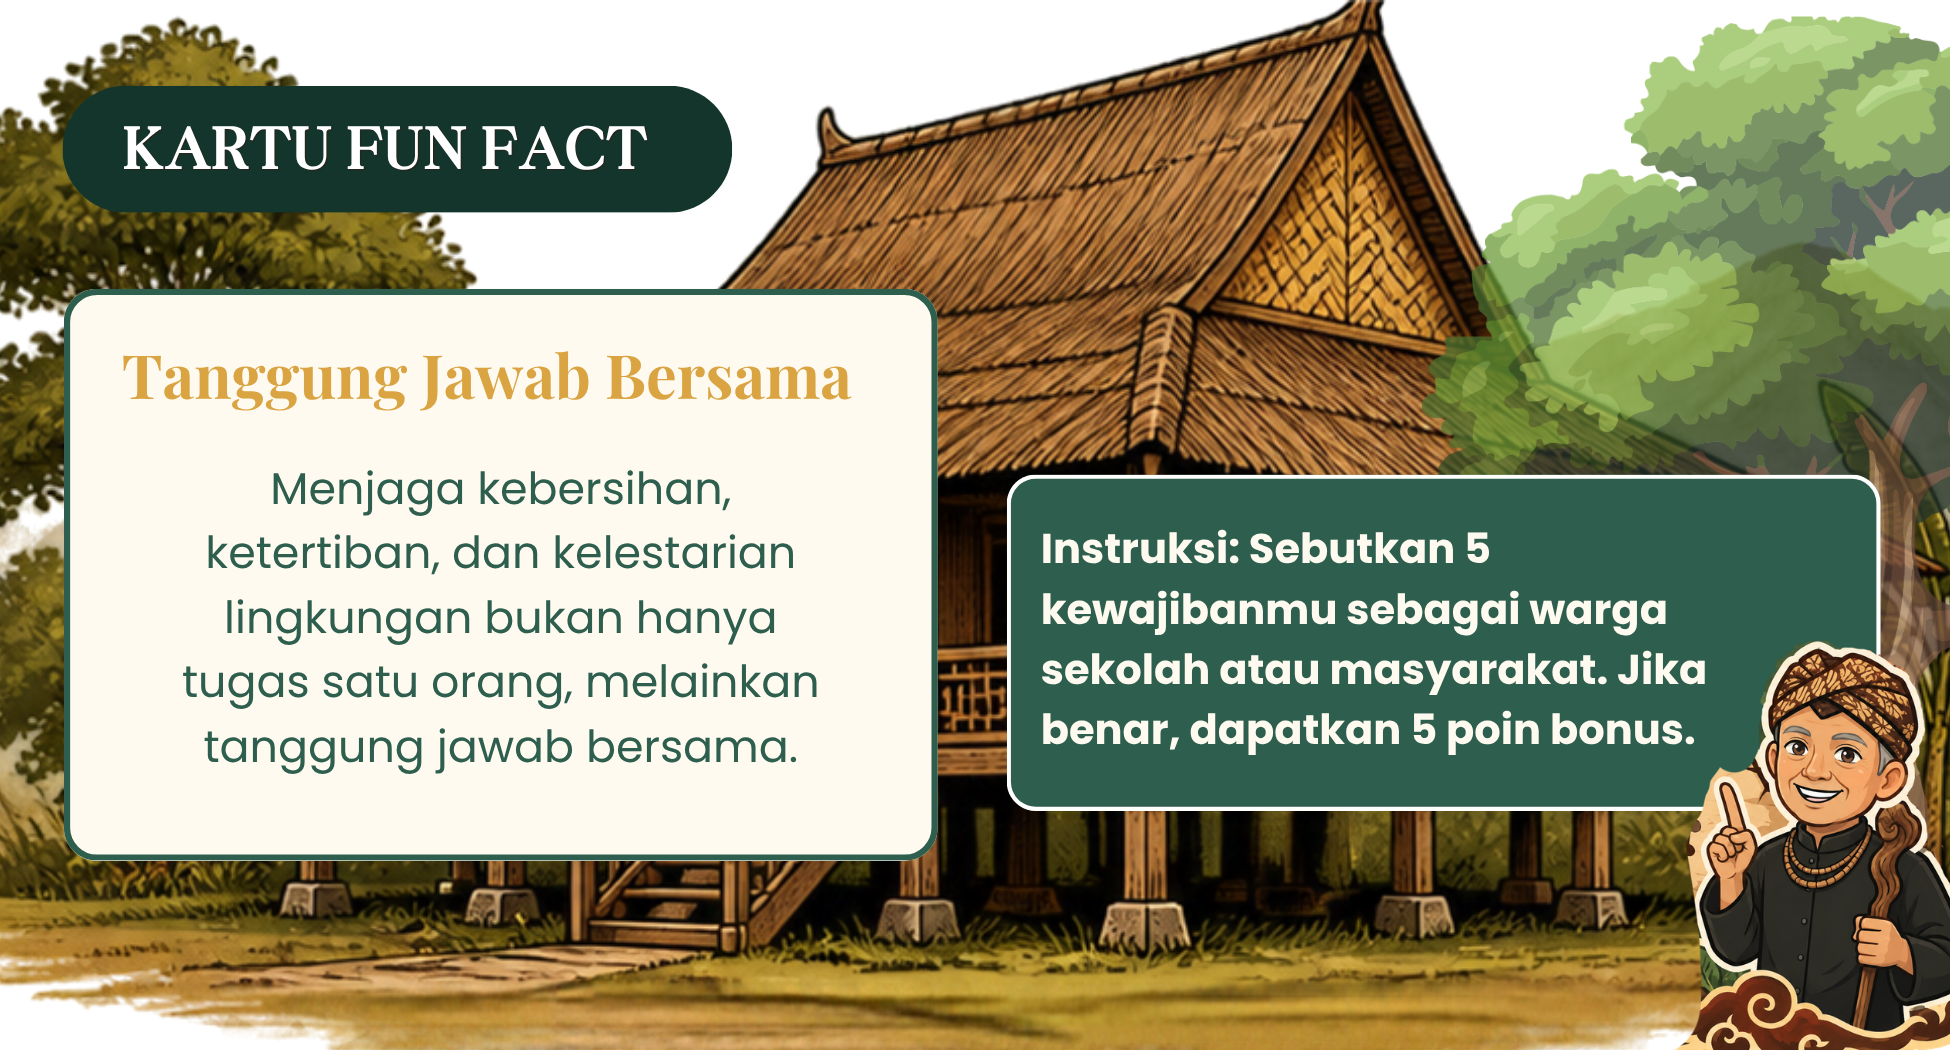 KARTU FUN FACT
Tanggung Jawab Bersama
Menjaga kebersihan,
ketertiban, dan kelestarian
lingkungan bukan hanya
tugas satu orang, melainkan
tanggung jawab bersama.
Instruksi: Sebutkan 5
kewajibanmu sebagai warga
sekolah atau masyarakat. Jika
benar, dapatkan 5 poin bonus.